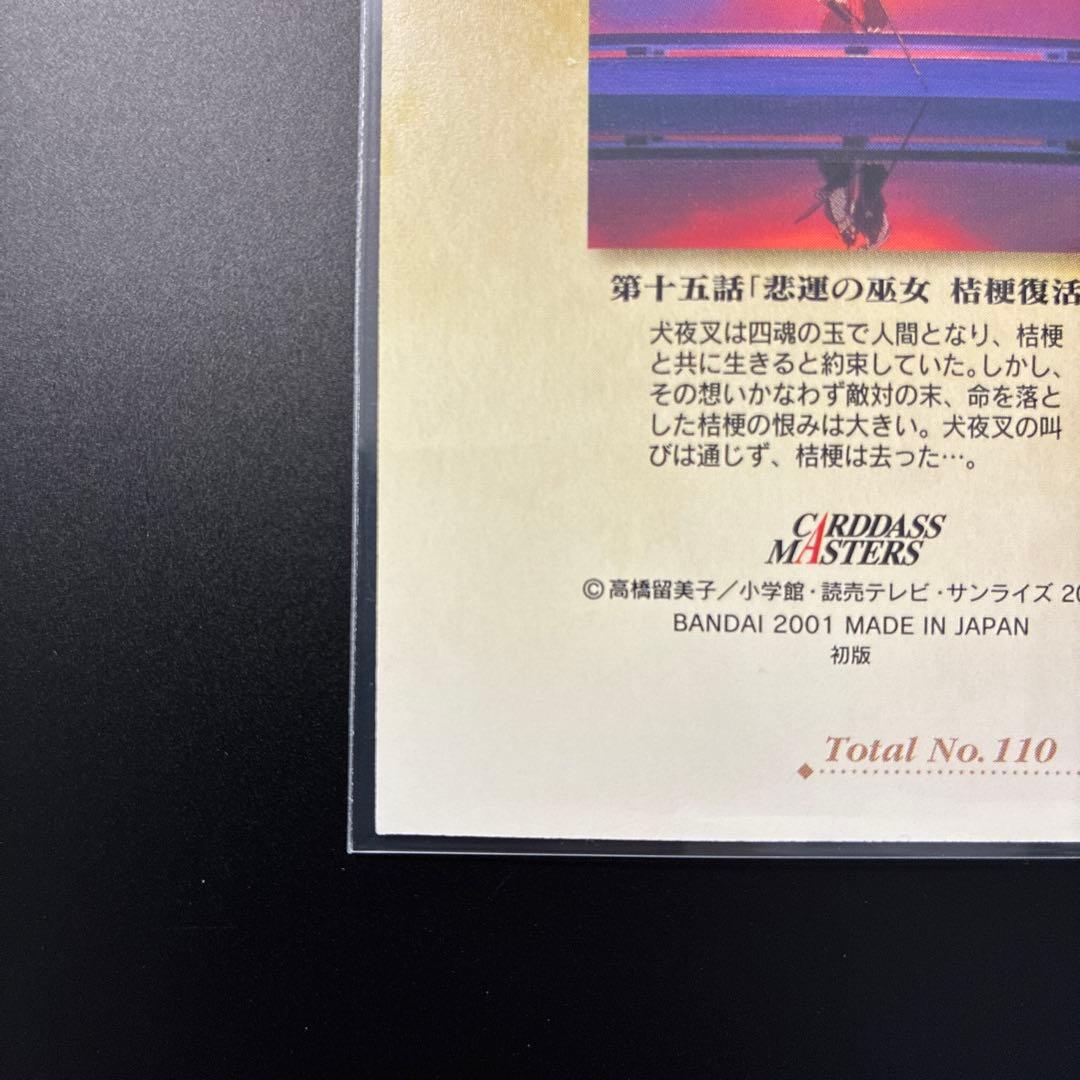 第十五話「悲運の巫女 桔梗復活
犬夜叉は四魂の玉で人間となり、桔梗
と共に生きると約束していた。しかし、
その想いかなわず敵対の末、命を落と
した桔梗の恨みは大きい。犬夜叉の叫
びは通じず、桔梗は去った…。
CARDDASS
MASTERS
©高橋留美子／小学館・読売テレビ・サンライズ 20
BANDAI 2001 MADE IN JAPAN
初版
Total No.110